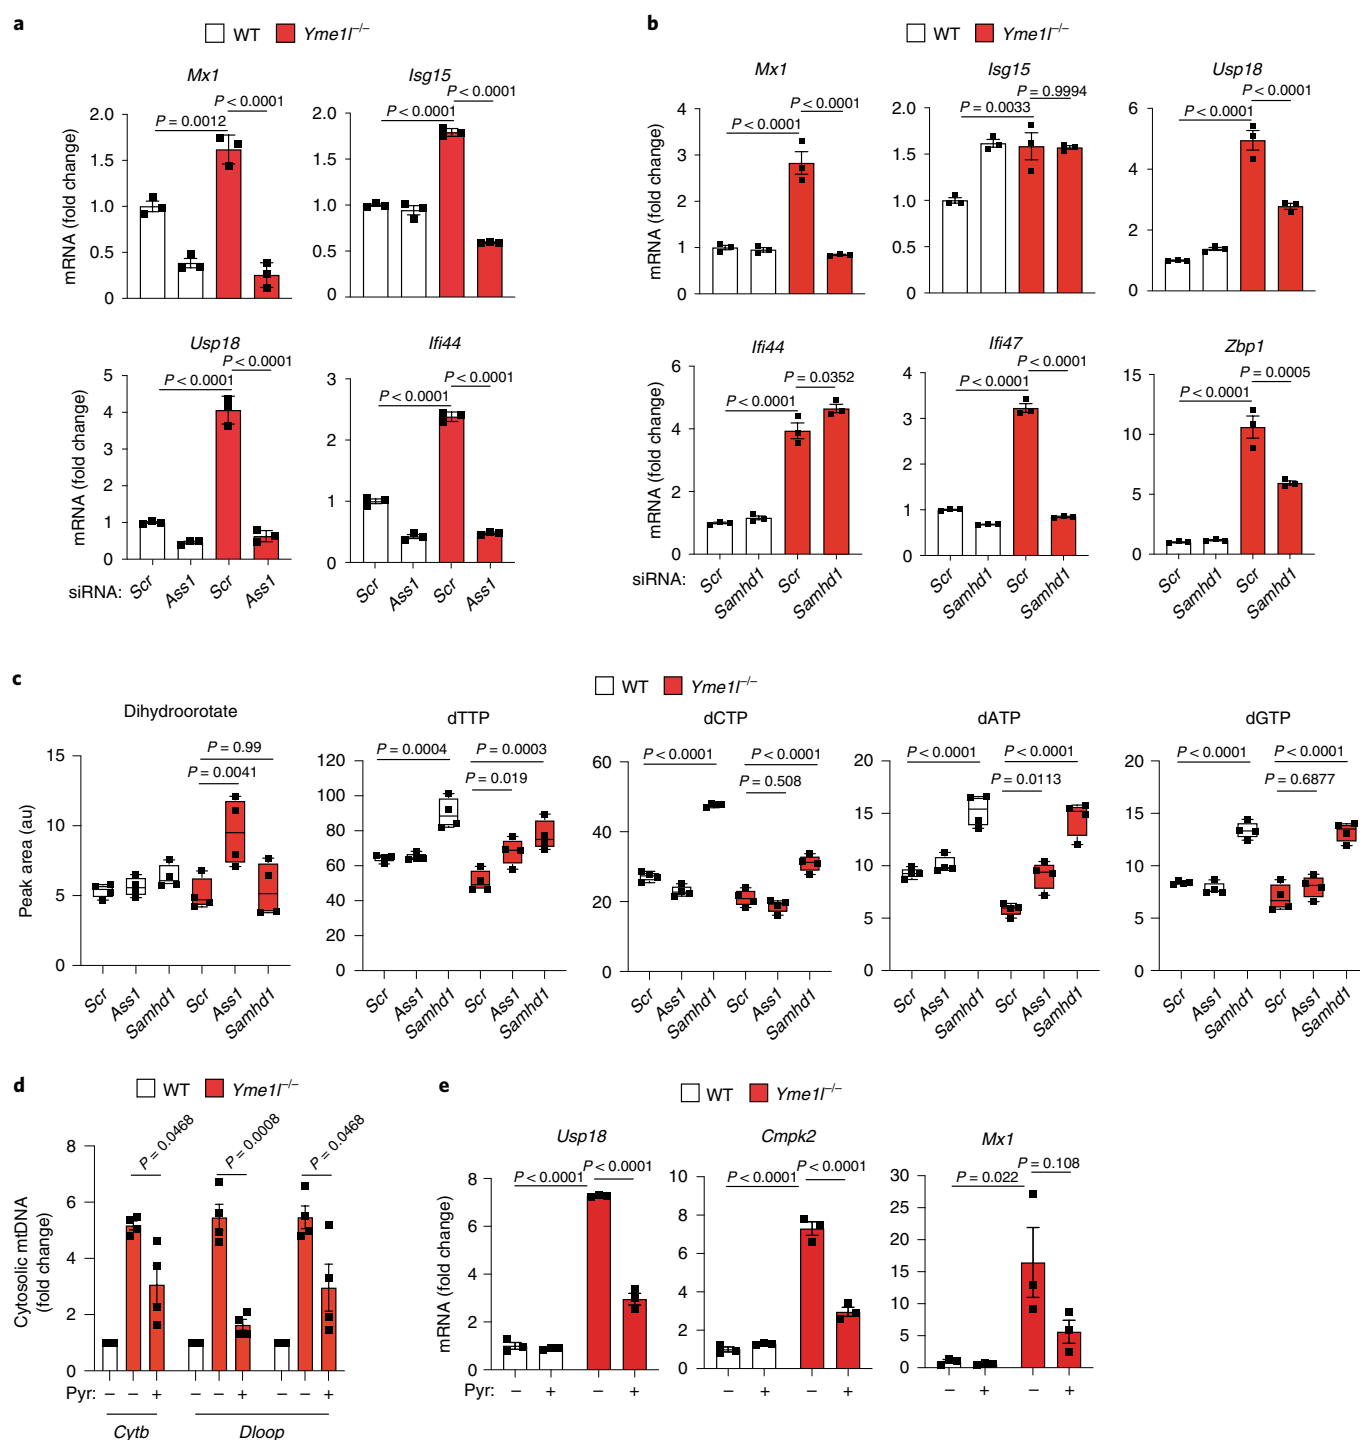 a
WT Yme1l–/–
Mx1
mRNA (fold change)
2.0
1.5
1.0
0.5
0
P = 0.0012
P < 0.0001
Isg15
2.0
1.5
1.0
0.5
0
P < 0.0001
P < 0.0001
Usp18
mRNA (fold change)
5
4
3
2
1
0
P < 0.0001
P < 0.0001
Ifi44
3
2
1
0
P < 0.0001
P < 0.0001
siRNA: Scr Ass1 Scr Ass1
Scr Ass1 Scr Ass1
b
WT Yme1l–/–
Mx1
mRNA (fold change)
4
3
2
1
0
P < 0.0001
P < 0.0001
Isg15
2.0
1.5
1.0
0.5
0
P = 0.0033
P = 0.9994
Usp18
6
4
2
0
P < 0.0001
P < 0.0001
Ifi44
mRNA (fold change)
6
4
2
0
P < 0.0001
P = 0.0352
Ifi47
4
3
2
1
0
P < 0.0001
P < 0.0001
Zbp1
15
10
5
0
P < 0.0001
P = 0.0005
siRNA: Scr Samhd1 Scr Samhd1
Scr Samhd1 Scr Samhd1
Scr Samhd1 Scr Samhd1
c
WT Yme1l–/–
Dihydroorotate
Peak area (au)
15
10
5
0
P = 0.99
P = 0.0041
Scr Ass1 Samhd1 Scr Ass1 Samhd1
dTTP
120
100
80
60
40
20
0
P = 0.0004
P = 0.0003
P = 0.019
Scr Ass1 Samhd1 Scr Ass1 Samhd1
dCTP
60
40
20
0
P < 0.0001
P < 0.0001
P = 0.508
Scr Ass1 Samhd1 Scr Ass1 Samhd1
dATP
20
15
10
5
0
P < 0.0001
P < 0.0001
P = 0.0113
Scr Ass1 Samhd1 Scr Ass1 Samhd1
dGTP
20
15
10
5
0
P < 0.0001
P < 0.0001
P = 0.6877
Scr Ass1 Samhd1 Scr Ass1 Samhd1
d
WT Yme1l–/–
Cytosolic mtDNA
(fold change)
8
6
4
2
0
P = 0.0468
P = 0.0008
P = 0.0468
Pyr: – – + – – + – – +
Cytb Dloop
e
WT Yme1l–/–
Usp18
mRNA (fold change)
8
6
4
2
0
P < 0.0001
P < 0.0001
Pyr: – + – +
Cmpk2
10
8
6
4
2
0
P < 0.0001
P < 0.0001
– + – +
Mx1
30
25
20
15
10
5
0
P = 0.022
P = 0.108
– + – +